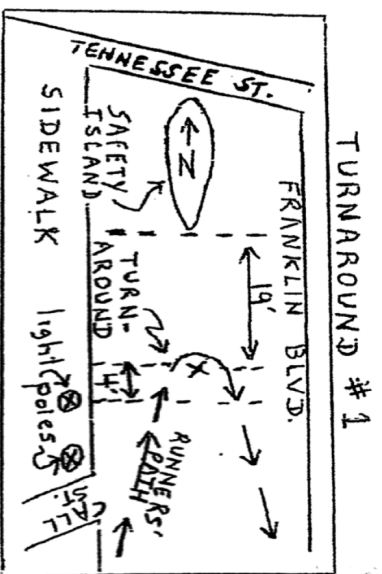 TURNAROUND #1
TENNESSEE ST.
FRANKLIN BLVD.
N
SAFETY
ISLAND
SIDEWALK
19'
TURN-
AROUND
X
4'
light
poles
RUNNERS'
PATH
CALL
ST.